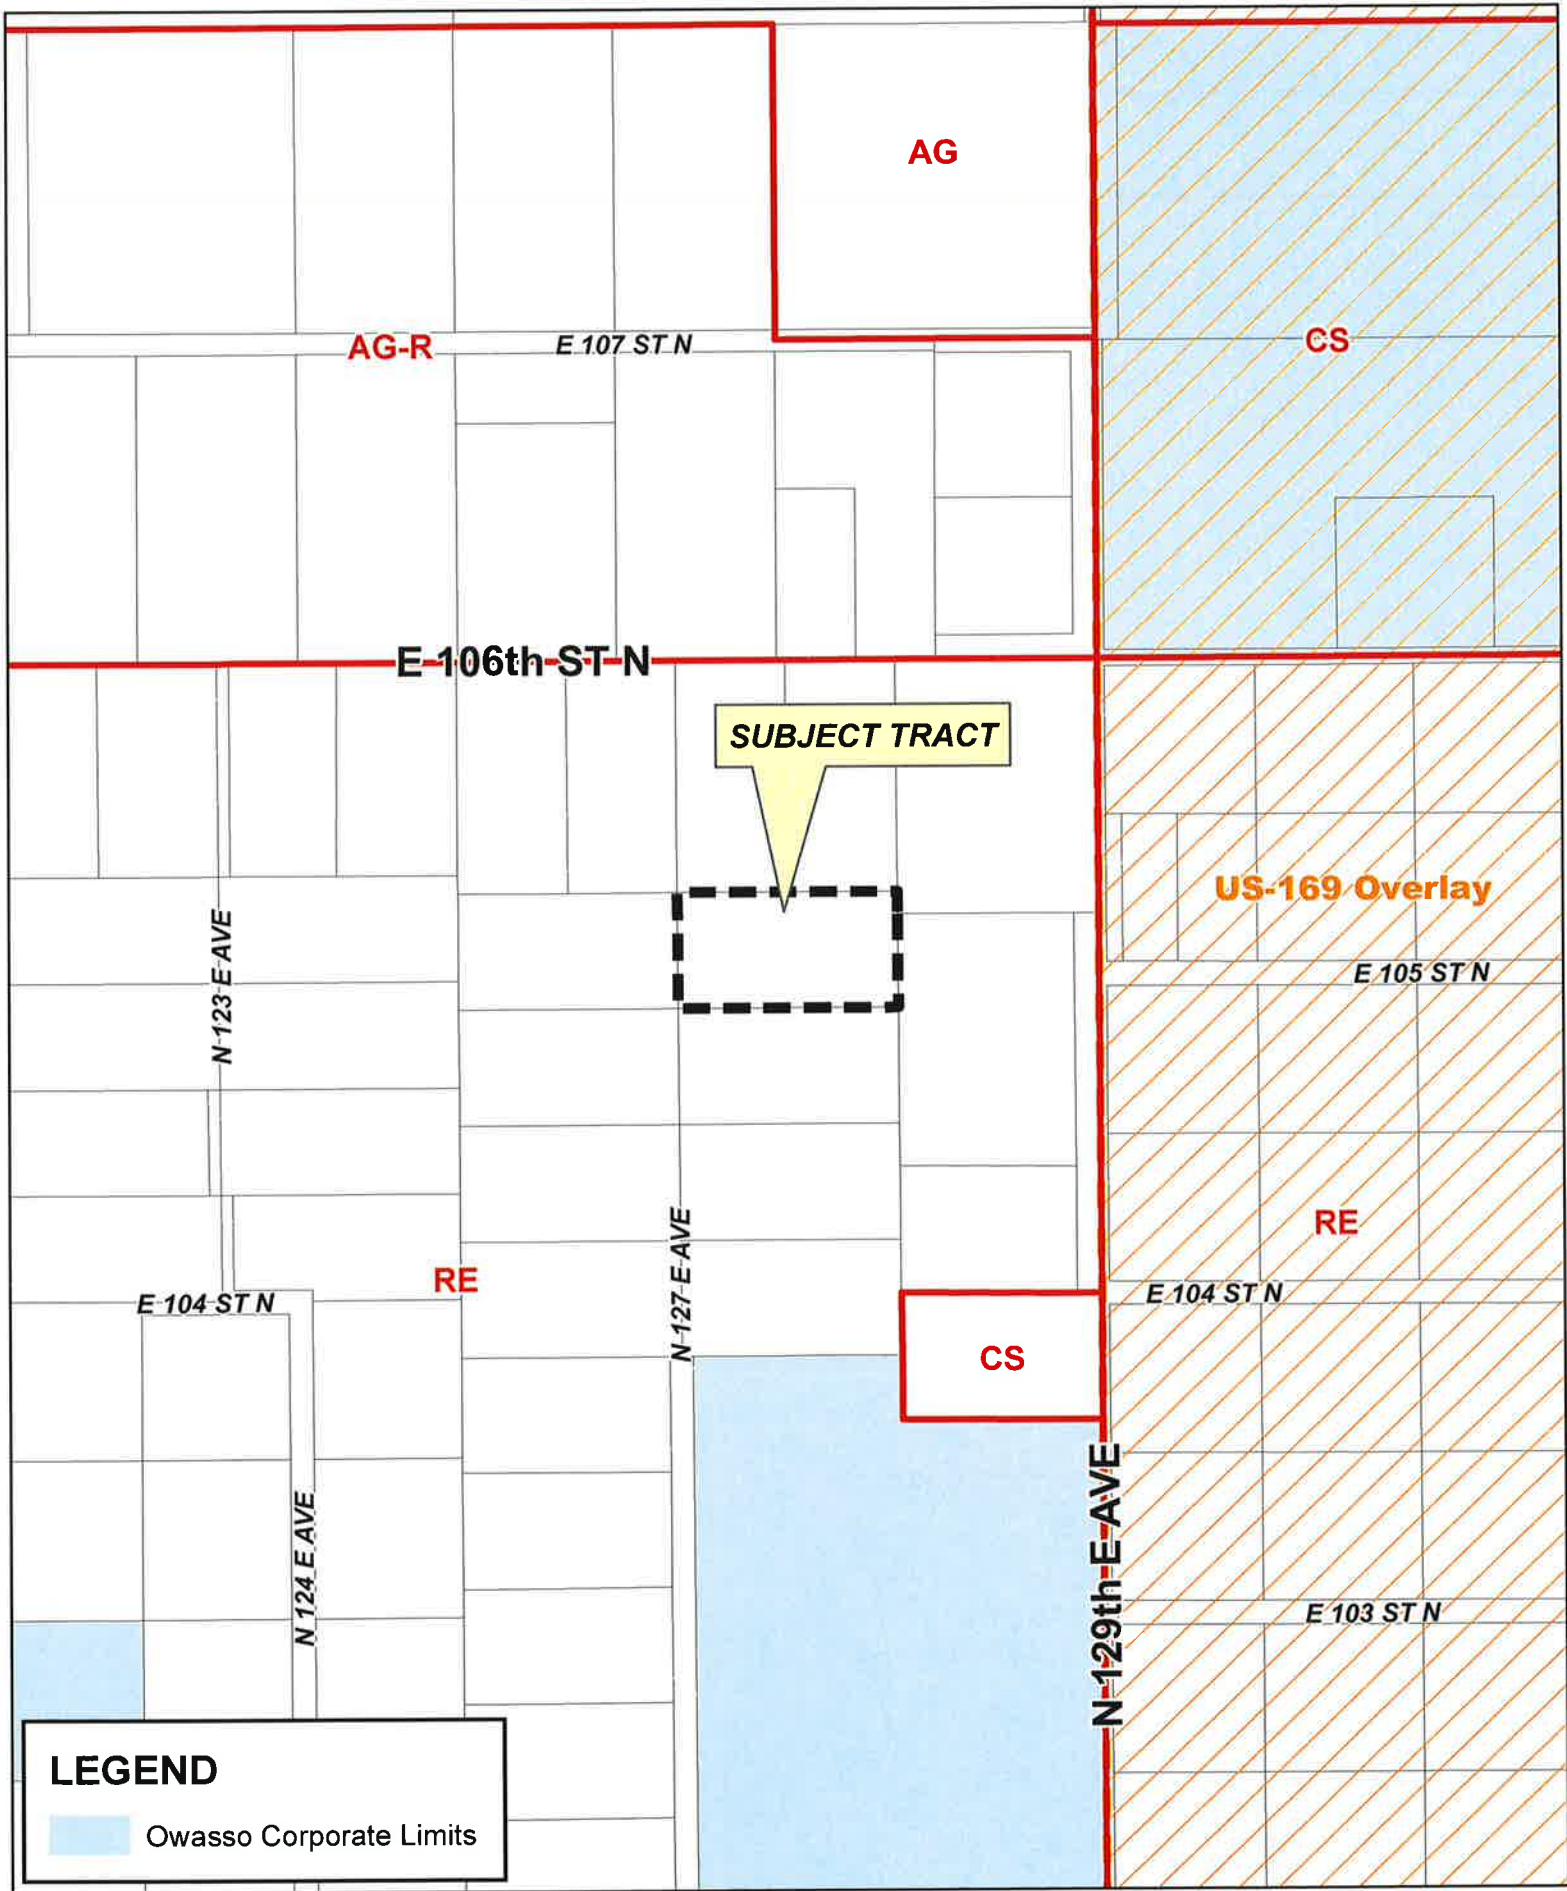 AG
AG-R
E 107 ST N
CS
E 106th ST N
SUBJECT TRACT
US-169 Overlay
N 123 E AVE
E 105 ST N
N 127 E AVE
RE
RE
E 104 ST N
E 104 ST N
CS
N 124 E AVE
N 129th E AVE
E 103 ST N
LEGEND
Owasso Corporate Limits